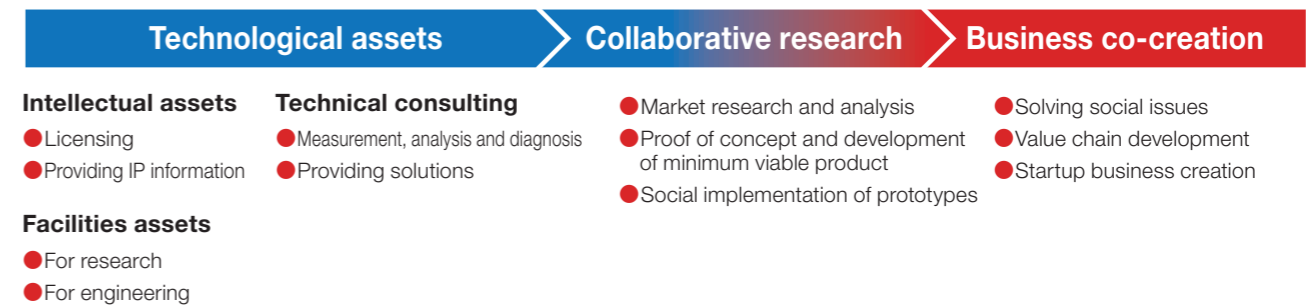 Technological assets
Collaborative research
Business co-creation
Intellectual assets
●Licensing
●Providing IP information
Facilities assets
●For research
●For engineering
Technical consulting
●Measurement, analysis and diagnosis
●Providing solutions
●Market research and analysis
●Proof of concept and development
of minimum viable product
●Social implementation of prototypes
●Solving social issues
●Value chain development
●Startup business creation